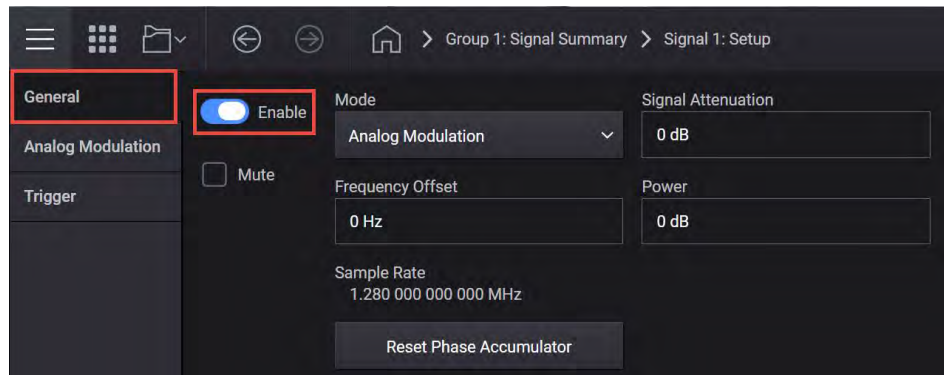 Group 1: Signal Summary > Signal 1: Setup
General
Analog Modulation
Trigger
Enable
Mute
Mode
Analog Modulation
Signal Attenuation
0 dB
Frequency Offset
0 Hz
Power
0 dB
Sample Rate
1.280 000 000 000 MHz
Reset Phase Accumulator